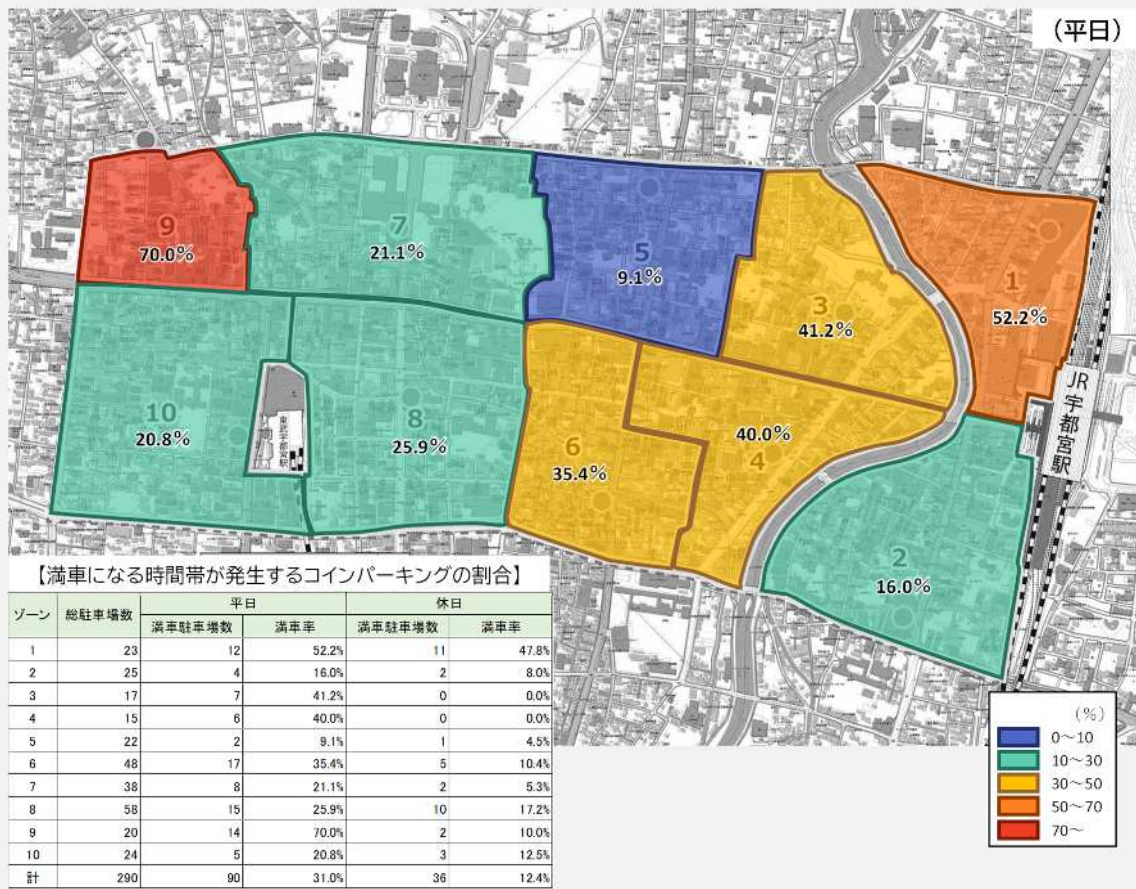 （平日）
9
70.0%
7
21.1%
5
9.1%
3
41.2%
1
52.2%
10
20.8%
8
25.9%
6
35.4%
40.0%
4
2
16.0%
東武宇都宮駅
JR宇都宮駅
【満車になる時間帯が発生するコインパーキングの割合】
ゾーン 総駐車場数 平日 休日
満車駐車場数 満車率 満車駐車場数 満車率
1 23 12 52.2% 11 47.8%
2 25 4 16.0% 2 8.0%
3 17 7 41.2% 0 0.0%
4 15 6 40.0% 0 0.0%
5 22 2 9.1% 1 4.5%
6 48 17 35.4% 5 10.4%
7 38 8 21.1% 2 5.3%
8 58 15 25.9% 10 17.2%
9 20 14 70.0% 2 10.0%
10 24 5 20.8% 3 12.5%
計 290 90 31.0% 36 12.4%
（%）
0～10
10～30
30～50
50～70
70～